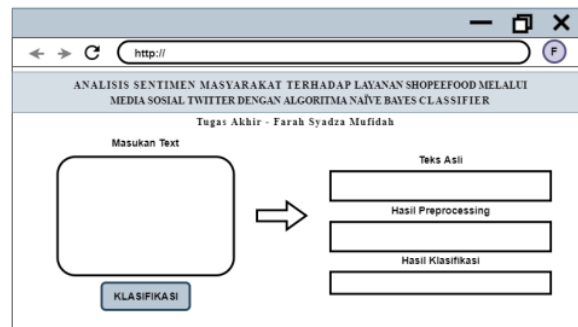 http://
F
ANALISIS SENTIMEN MASYARAKAT TERHADAP LAYANAN SHOPEEFOOD MELALUI
MEDIA SOSIAL TWITTER DENGAN ALGORITMA NAÏVE BAYES CLASSIFIER
Tugas Akhir - Farah Syadza Mufidah
Masukan Text
KLASIFIKASI
Teks Asli
Hasil Preprocessing
Hasil Klasifikasi